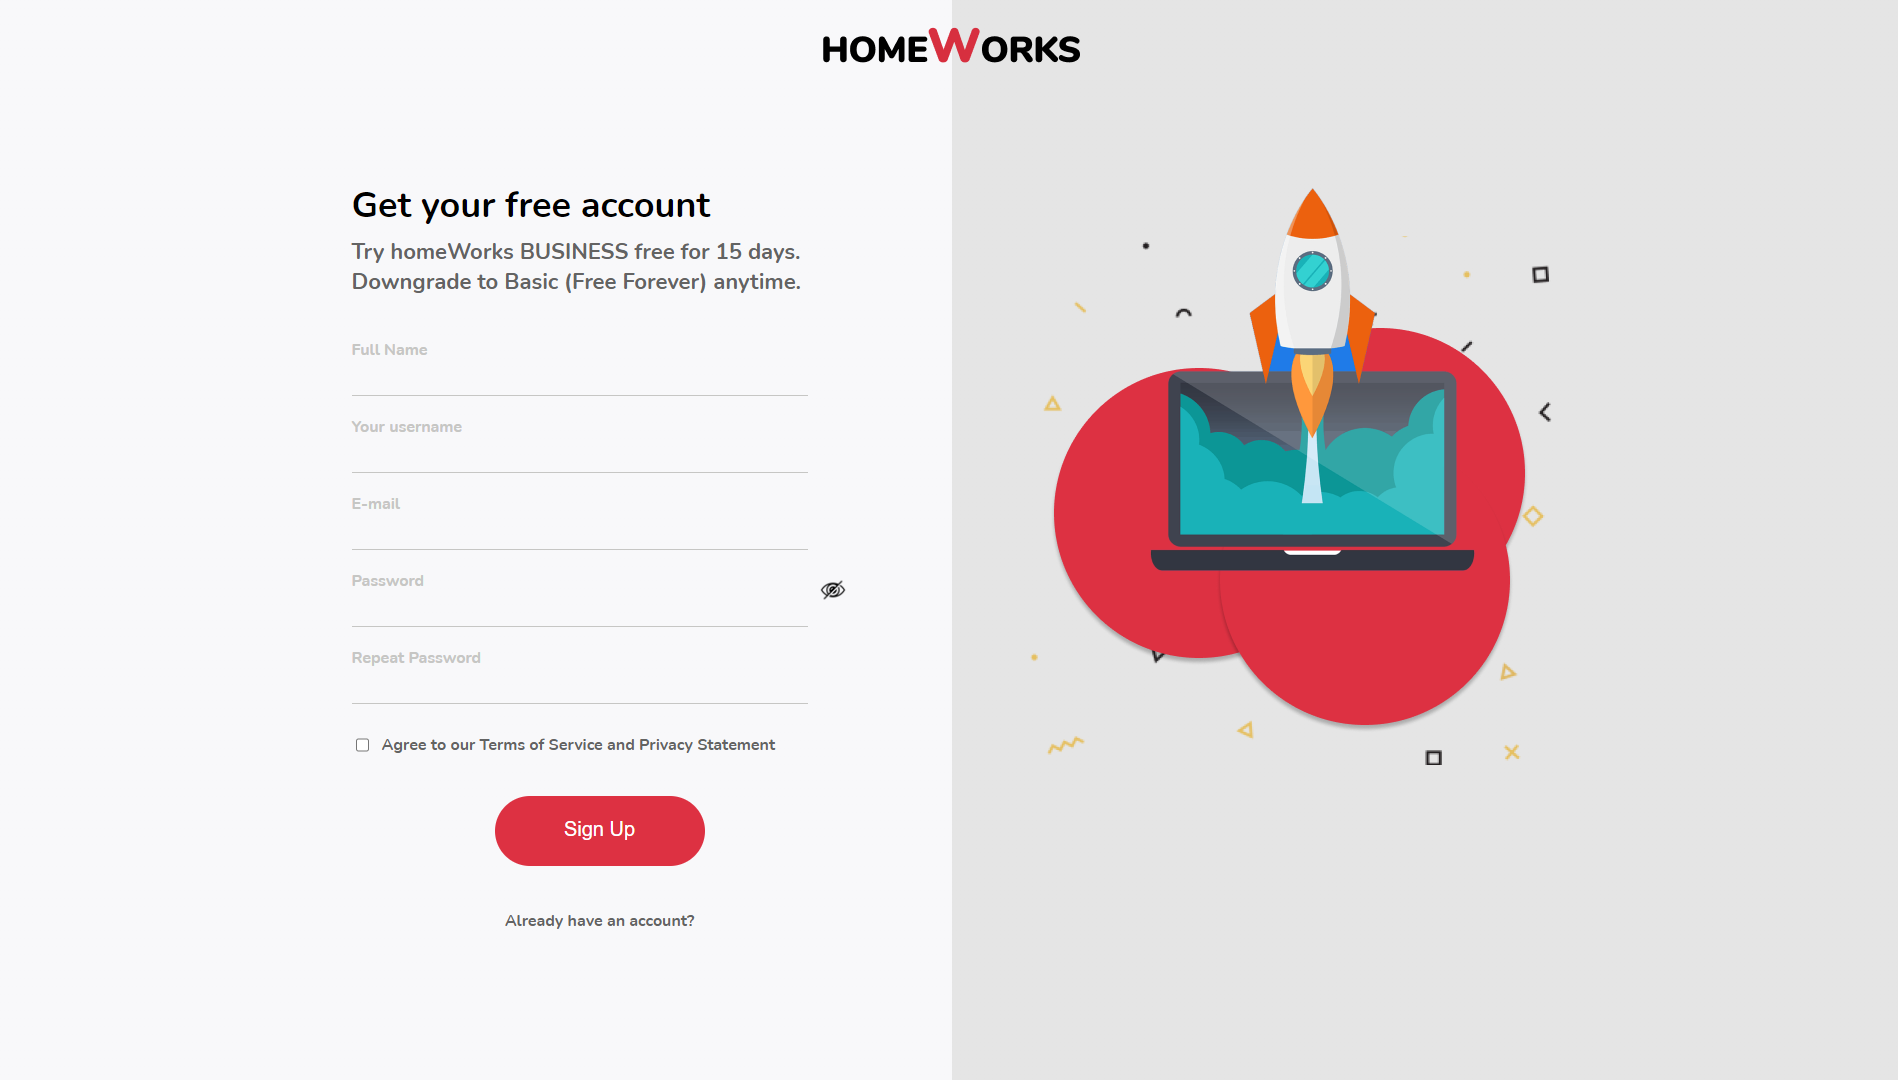 HOMEWORKS
Get your free account
Try homeWorks BUSINESS free for 15 days.
Downgrade to Basic (Free Forever) anytime.
Full Name
Your username
E-mail
Password
Repeat Password
Agree to our Terms of Service and Privacy Statement
Sign Up
Already have an account?